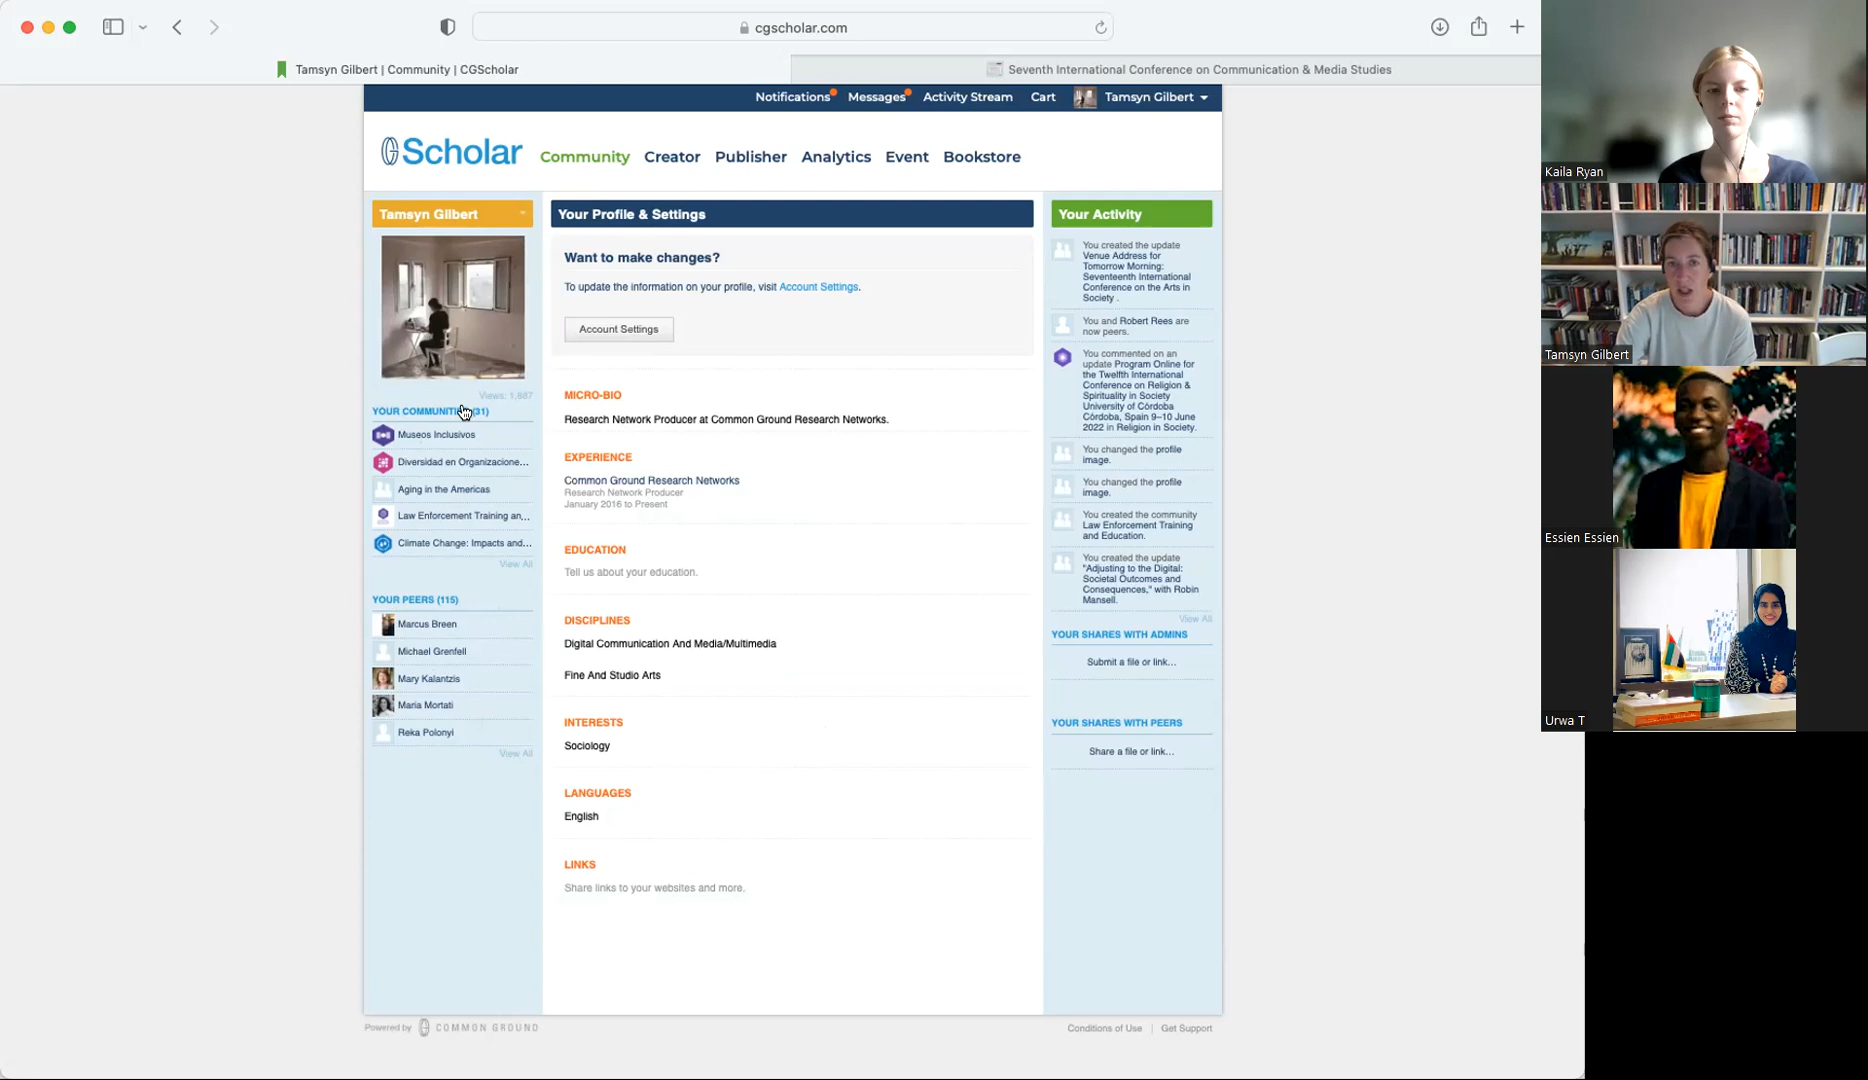 cgscholar.com
Tamsyn Gilbert | Community | CGScholar
Seventh International Conference on Communication & Media Studies
Notifications
Messages
Activity Stream
Cart
Tamsyn Gilbert
Scholar
Community
Creator
Publisher
Analytics
Event
Bookstore
Tamsyn Gilbert
Views: 1,687
YOUR COMMUNITI (31)
Museos Inclusivos
Diversidad en Organizacione...
Aging in the Americas
Law Enforcement Training an...
Climate Change: Impacts and...
View All
YOUR PEERS (115)
Marcus Breen
Michael Grenfell
Mary Kalantzis
Maria Mortati
Reka Polonyi
View All
Your Profile & Settings
Want to make changes?
To update the information on your profile, visit Account Settings.
Account Settings
MICRO-BIO
Research Network Producer at Common Ground Research Networks.
EXPERIENCE
Common Ground Research Networks
Research Network Producer
January 2016 to Present
EDUCATION
Tell us about your education.
DISCIPLINES
Digital Communication And Media/Multimedia
Fine And Studio Arts
INTERESTS
Sociology
LANGUAGES
English
LINKS
Share links to your websites and more.
Your Activity
You created the update
Venue Address for
Tomorrow Morning:
Seventeenth International
Conference on the Arts in
Society .
You and Robert Rees are
now peers.
You commented on an
update Program Online for
the Twelfth International
Conference on Religion &
Spirituality in Society
University of Córdoba
Córdoba, Spain 9–10 June
2022 in Religion in Society.
You changed the profile
image.
You changed the profile
image.
You created the community
Law Enforcement Training
and Education.
You created the update
"Adjusting to the Digital:
Societal Outcomes and
Consequences," with Robin
Mansell.
View All
YOUR SHARES WITH ADMINS
Submit a file or link...
YOUR SHARES WITH PEERS
Share a file or link...
Powered by COMMON GROUND
Conditions of Use | Get Support
Kaila Ryan
Tamsyn Gilbert
Essien Essien
Urwa T